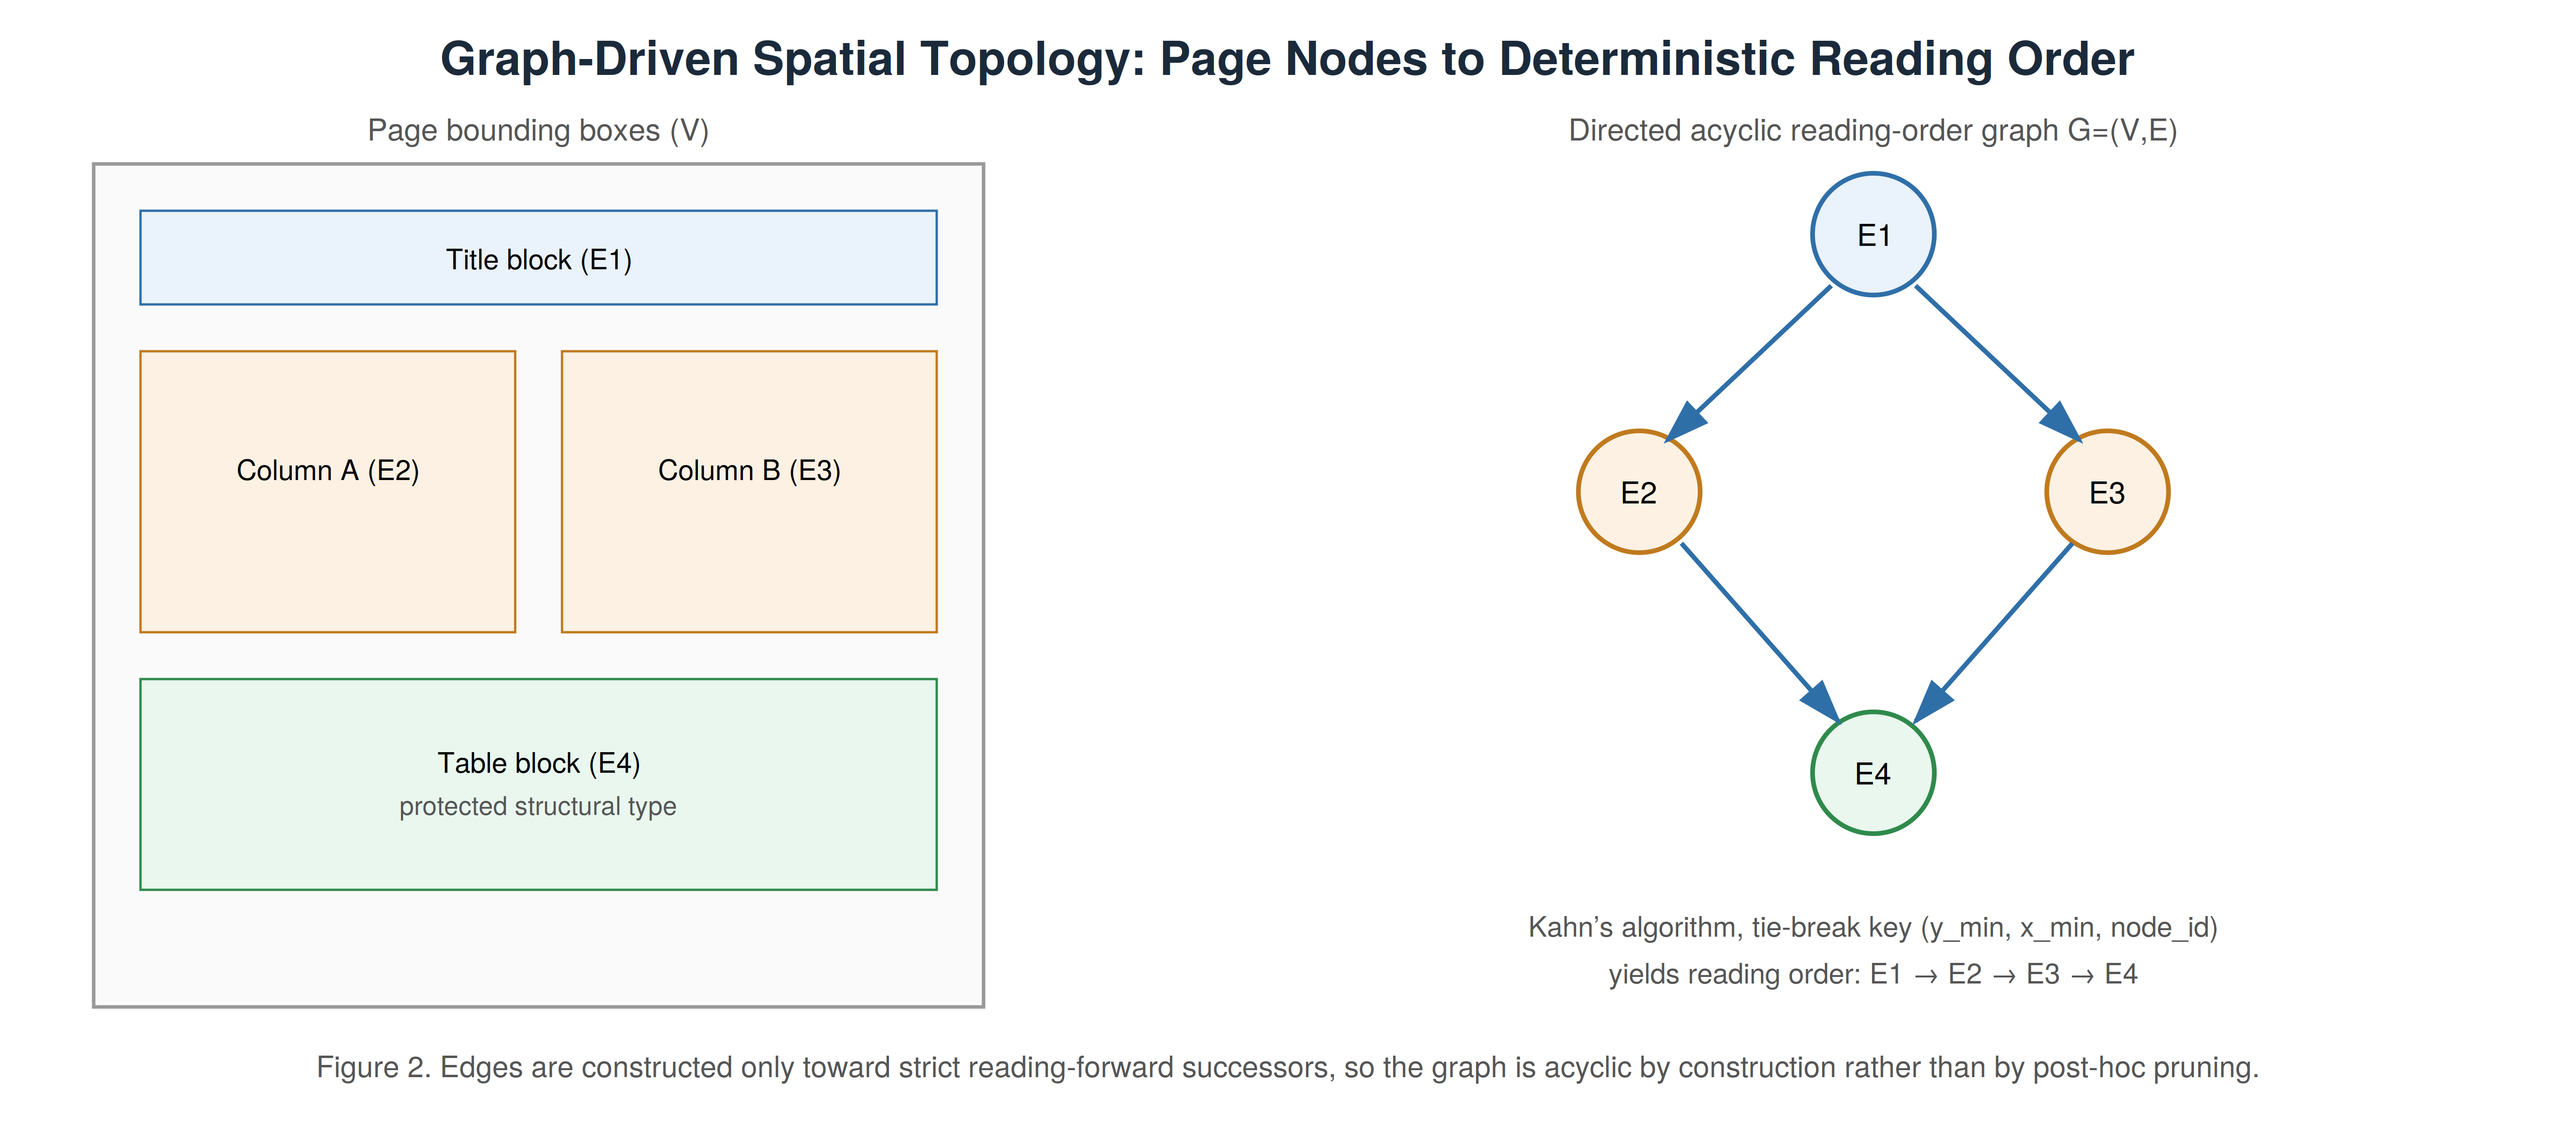 Graph-Driven Spatial Topology: Page Nodes to Deterministic Reading Order
Page bounding boxes (V)
Title block (E1)
Column A (E2)
Column B (E3)
Table block (E4)
protected structural type
Directed acyclic reading-order graph G=(V,E)
E1
E2
E3
E4
Kahn’s algorithm, tie-break key (y_min, x_min, node_id)
yields reading order: E1 → E2 → E3 → E4
Figure 2. Edges are constructed only toward strict reading-forward successors, so the graph is acyclic by construction rather than by post-hoc pruning.